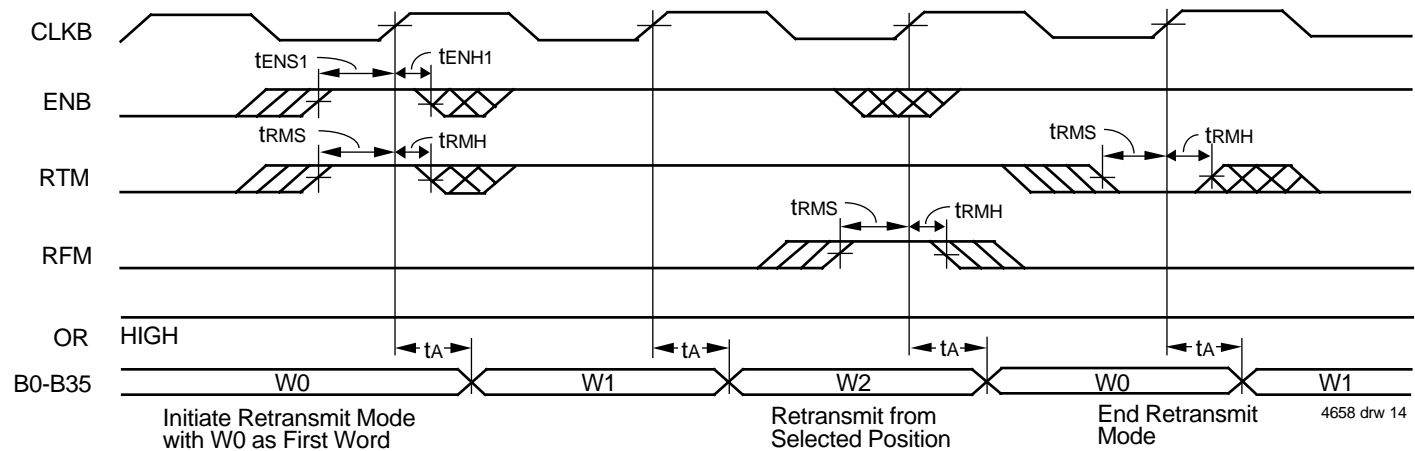 CLKB
tENS1 tENH1
ENB
tRMS tRMH tRMS tRMH
RTM
tRMS tRMH
RFM
OR HIGH
tA tA tA tA
B0-B35 W0 W1 W2 W0 W1
Initiate Retransmit Mode
with W0 as First Word
Retransmit from
Selected Position
End Retransmit
Mode
4658 drw 14